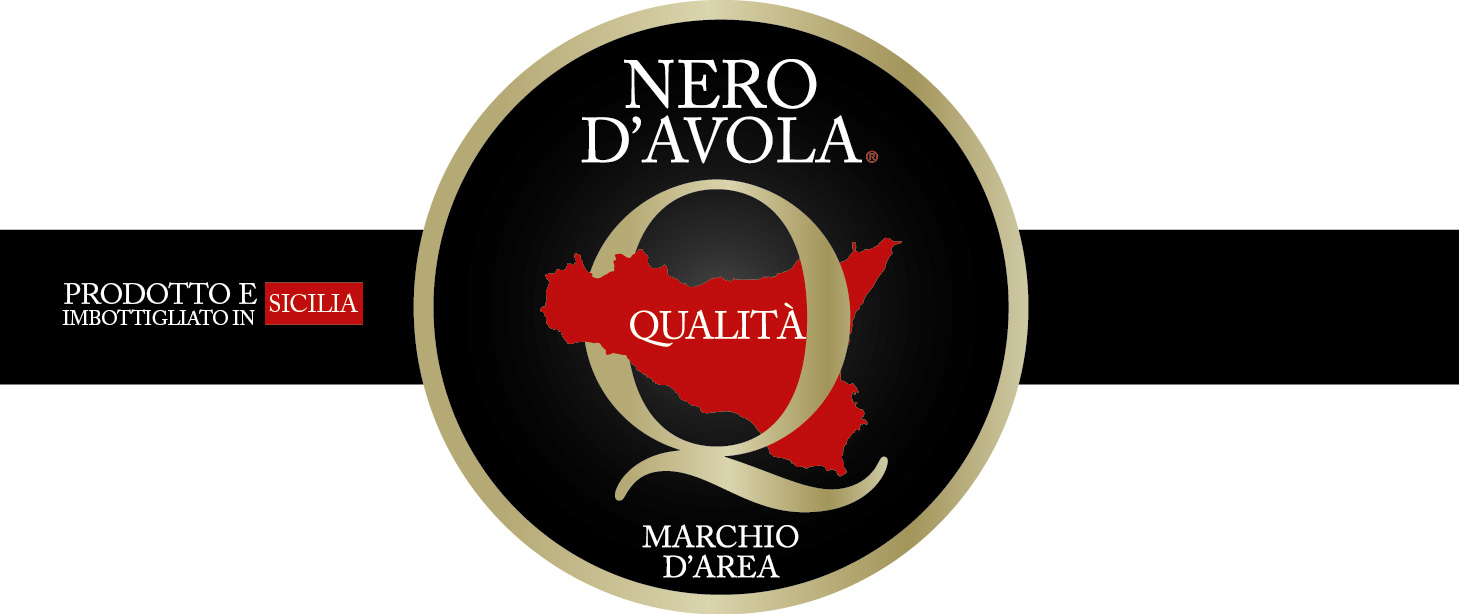 NERO
D'AVOLA®
Q
QUALITÀ
MARCHIO
D'AREA
PRODOTTO E
IMBOTTIGLIATO IN
SICILIA